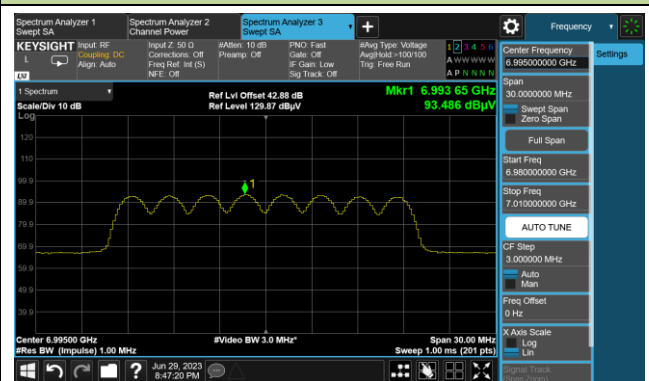 Spectrum Analyzer 1
Swept SA
Spectrum Analyzer 2
Channel Power
Spectrum Analyzer 3
Swept SA
Frequency
KEYSIGHT
L
LXI
Input: RF
Coupling: DC
Align: Auto
Input Z: 50 Ω
Corrections: Off
Freq Ref: Int (S)
NFE: Off
#Atten: 10 dB
Preamp: Off
PNO: Fast
Gate: Off
IF Gain: Low
Sig Track: Off
#Avg Type: Voltage
Avg|Hold:>100/100
Trig: Free Run
1 2 3 4 5 6
A W W W W W
A P N N N N
1 Spectrum
Scale/Div 10 dB
Log
Ref Lvl Offset 42.88 dB
Ref Level 129.87 dBµV
Mkr1 6.993 65 GHz
93.486 dBµV
120
110
99.9
89.9
79.9
69.9
59.9
49.9
39.9
1
Center 6.99500 GHz
#Res BW (Impulse) 1.00 MHz
#Video BW 3.0 MHz*
Span 30.00 MHz
Sweep 1.00 ms (201 pts)
Center Frequency
6.995000000 GHz
Settings
Span
30.0000000 MHz
Swept Span
Zero Span
Full Span
Start Freq
6.980000000 GHz
Stop Freq
7.010000000 GHz
AUTO TUNE
CF Step
3.000000 MHz
Auto
Man
Freq Offset
0 Hz
X Axis Scale
Log
Lin
Signal Track
(Span Zoom)
?
Jun 29, 2023
8:47:20 PM